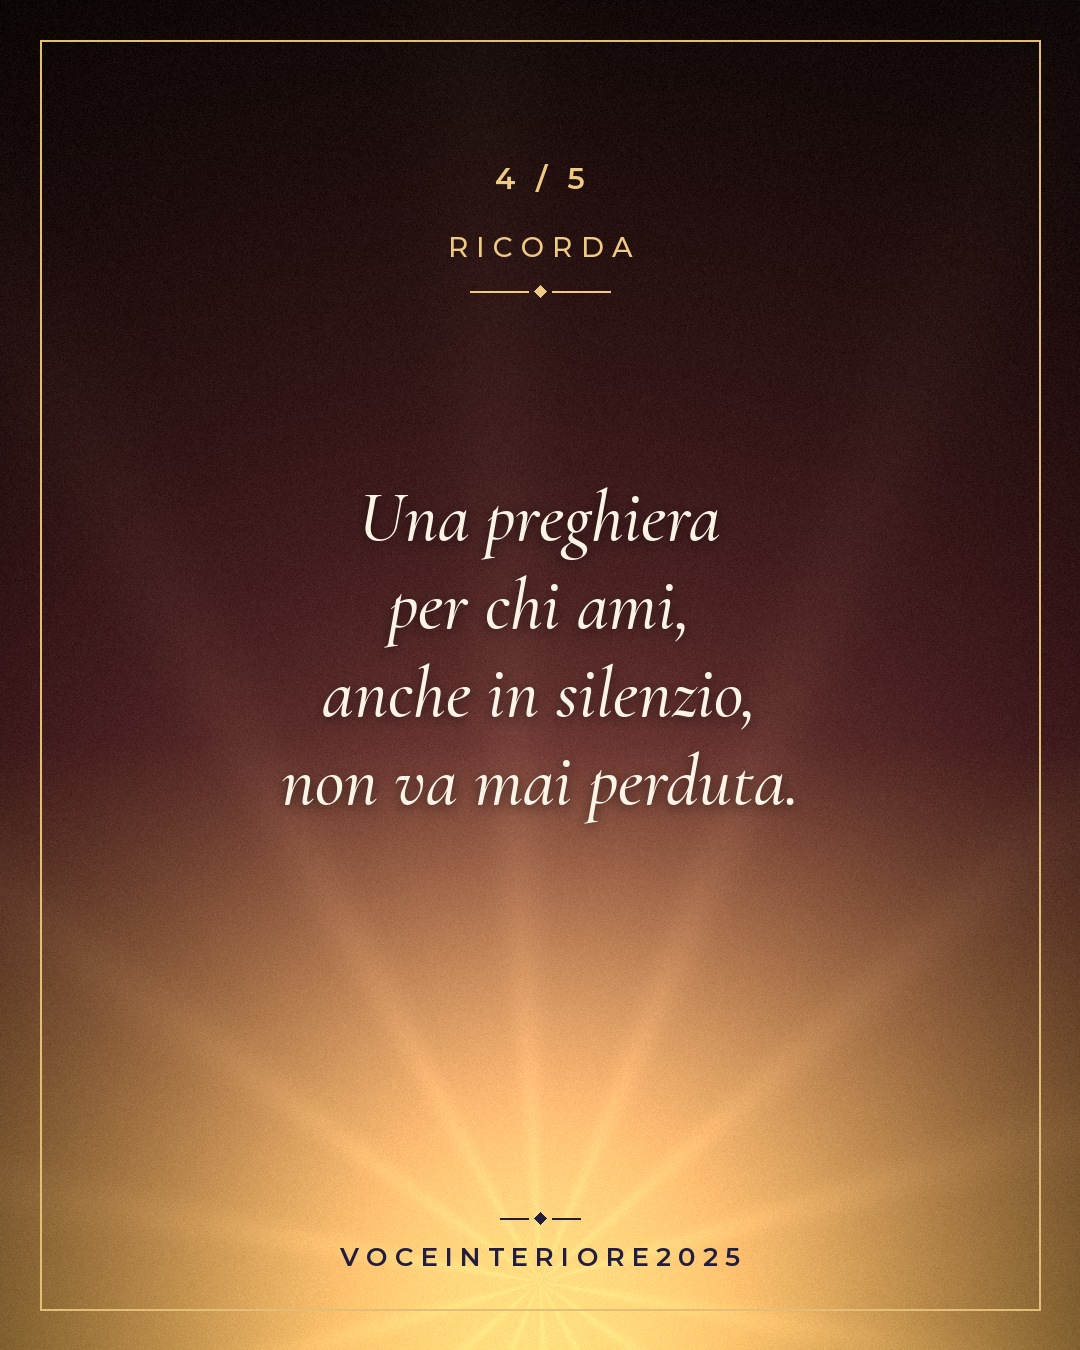 4 / 5
RICORDA
Una preghiera
per chi ami,
anche in silenzio,
non va mai perduta.
VOCEINTERIORE2025